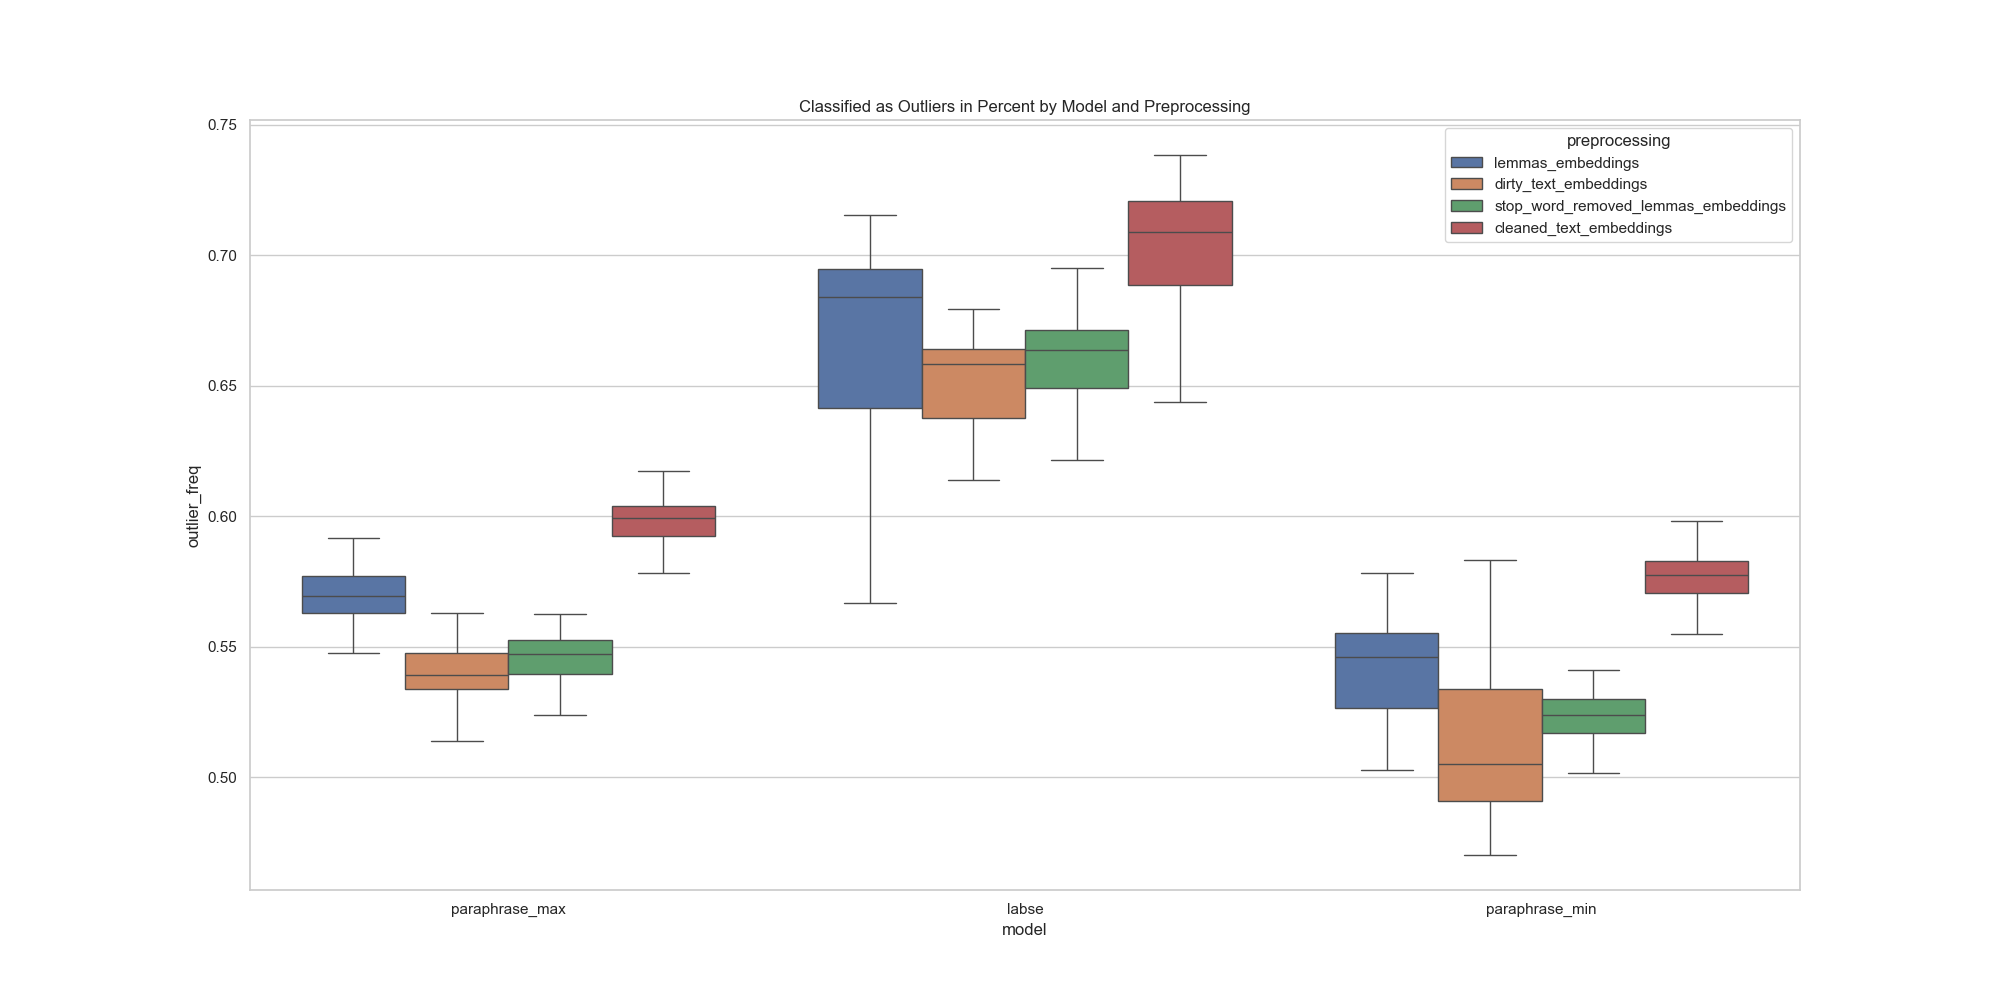 Classified as Outliers in Percent by Model and Preprocessing
0.75
0.70
0.65
0.60
0.55
0.50
outlier_freq
preprocessing
lemmas_embeddings
dirty_text_embeddings
stop_word_removed_lemmas_embeddings
cleaned_text_embeddings
paraphrase_max
labse
paraphrase_min
model